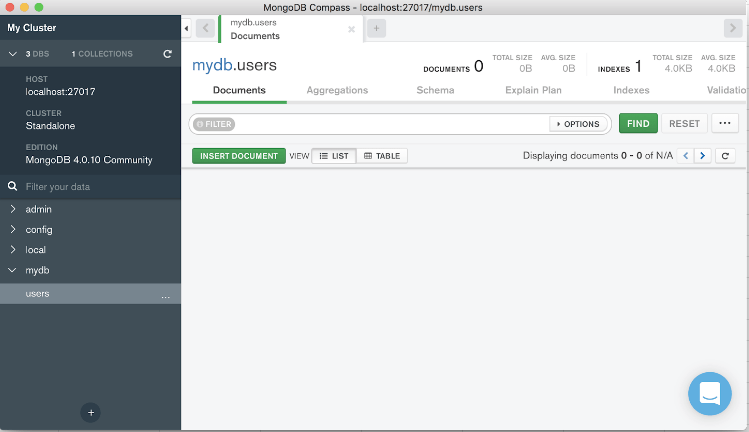 MongoDB Compass - localhost:27017/mydb.users
My Cluster
3 DBS 1 COLLECTIONS
HOST
localhost:27017
CLUSTER
Standalone
EDITION
MongoDB 4.0.10 Community
Filter your data
admin
config
local
mydb
users ...
mydb.users
Documents
mydb.users
DOCUMENTS 0 TOTAL SIZE 0B AVG. SIZE 0B INDEXES 1 TOTAL SIZE 4.0KB AVG. SIZE 4.0KB
Documents Aggregations Schema Explain Plan Indexes Validatio
FILTER OPTIONS FIND RESET ...
INSERT DOCUMENT VIEW LIST TABLE Displaying documents 0 - 0 of N/A